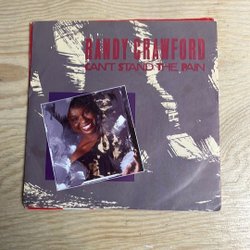 RANDY CRAWFORD
CAN'T STAND THE PAIN